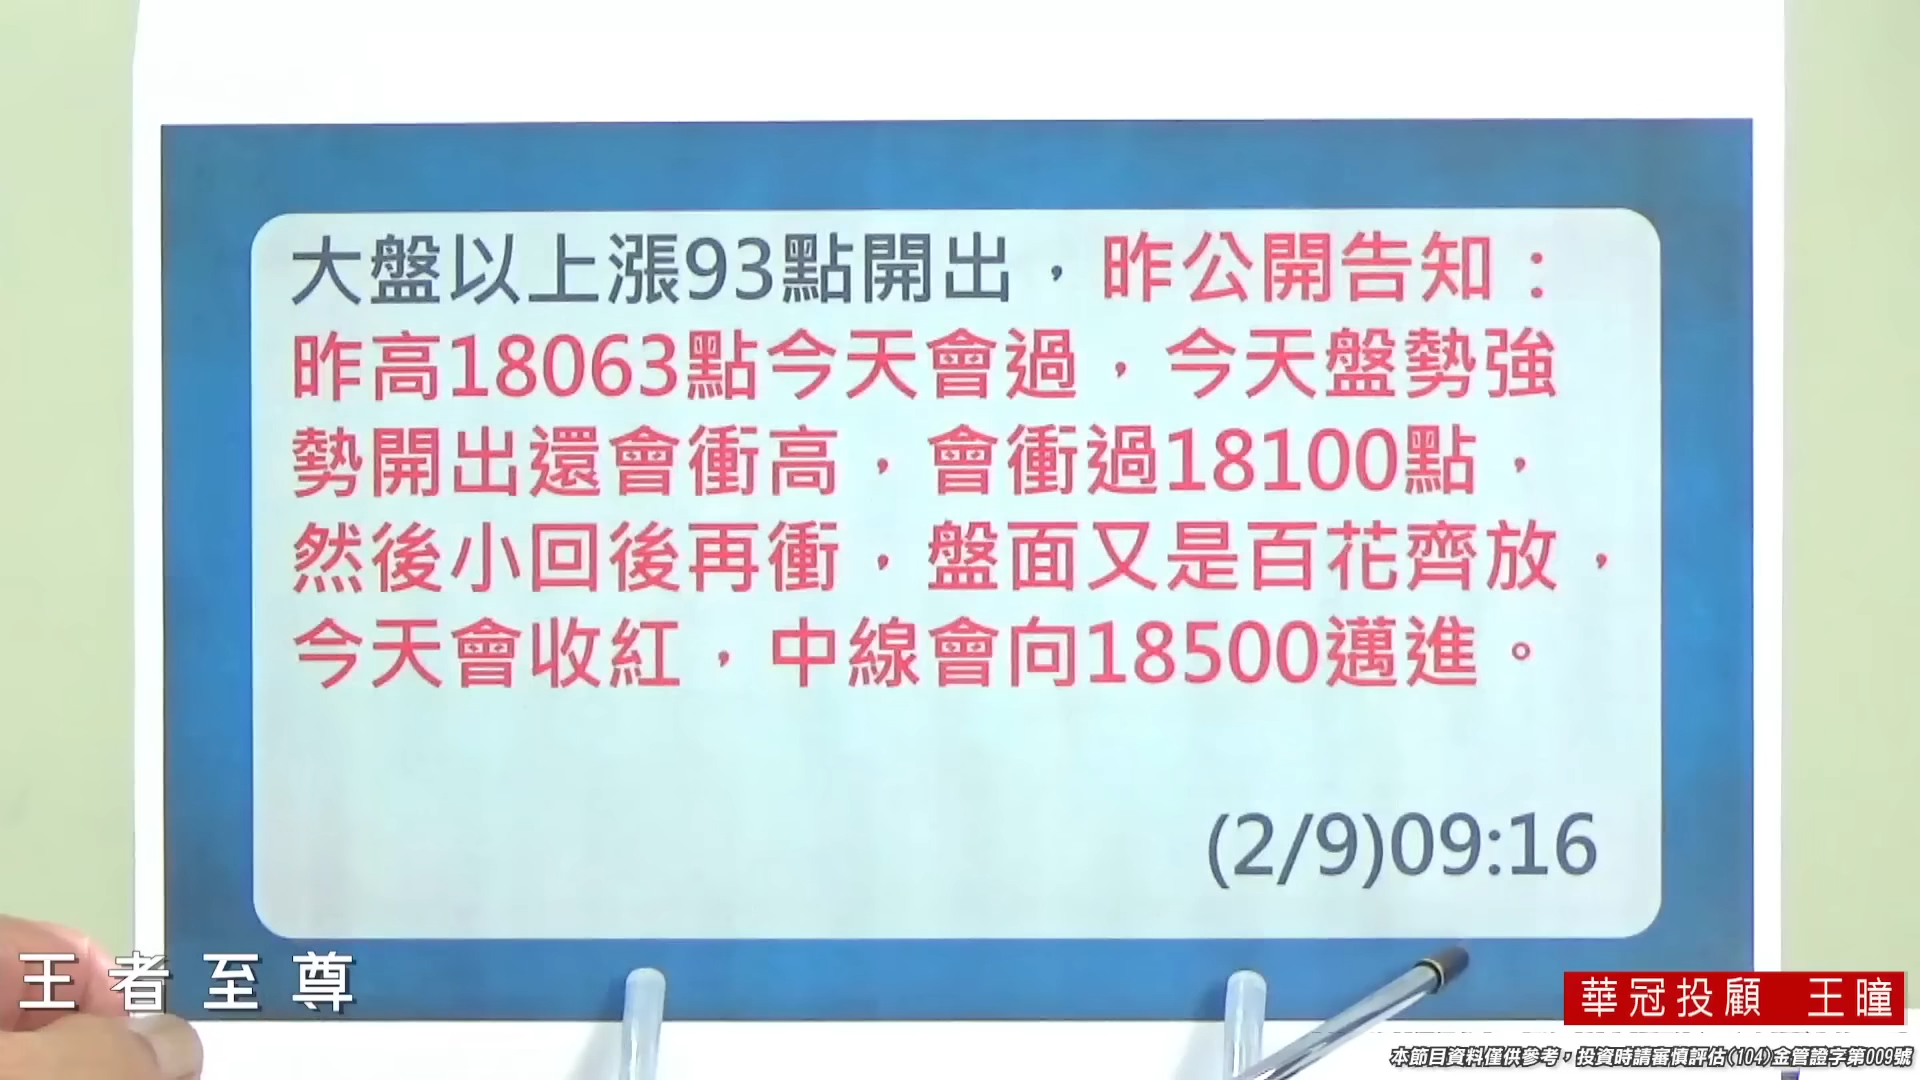 大盤以上漲93點開出，昨公開告知：
昨高18063點今天會過，今天盤勢強
勢開出還會衝高，會衝過18100點，
然後小回後再衝，盤面又是百花齊放，
今天會收紅，中線會向18500邁進。
(2/9)09:16
王者至尊
華冠投顧 王曈
本節目資料僅供參考，投資時請審慎評估(104)金管證字第009號